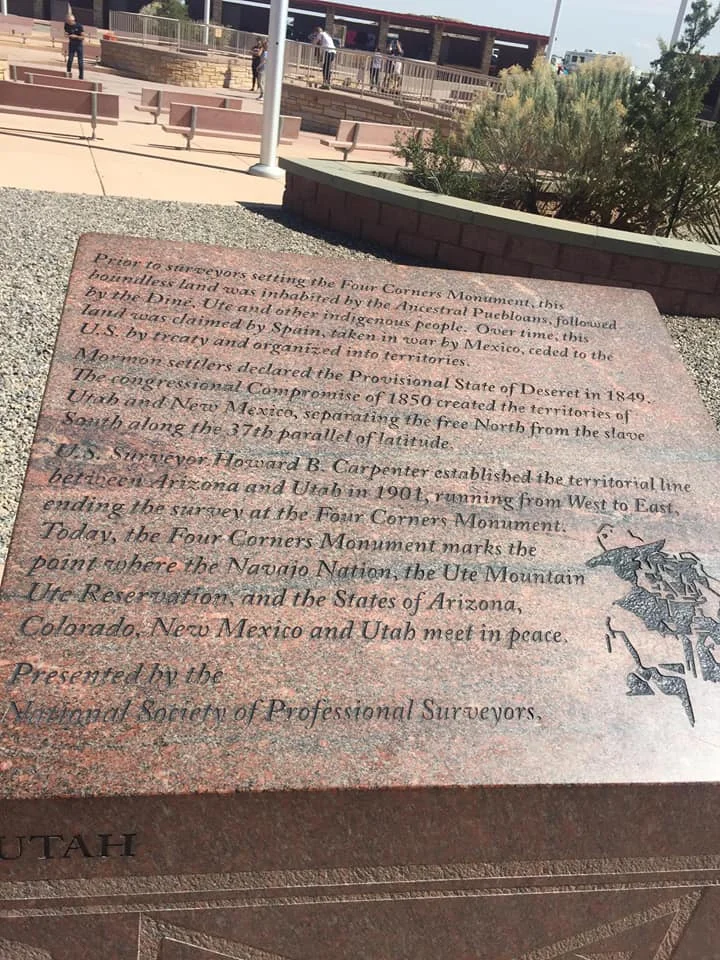 Prior to surveyors setting the Four Corners Monument, this
boundless land was inhabited by the Ancestral Puebloans, followed
by the Diné, Ute and other indigenous people. Over time, this
land was claimed by Spain, taken in war by Mexico, ceded to the
U.S. by treaty and organized into territories.
Mormon settlers declared the Provisional State of Deseret in 1849.
The congressional Compromise of 1850 created the territories of
Utah and New Mexico, separating the free North from the slave
South along the 37th parallel of latitude.
U.S. Surveyor Howard B. Carpenter established the territorial line
between Arizona and Utah in 1901, running from West to East,
ending the survey at the Four Corners Monument.
Today, the Four Corners Monument marks the
point where the Navajo Nation, the Ute Mountain
Ute Reservation, and the States of Arizona,
Colorado, New Mexico and Utah meet in peace.
Presented by the
National Society of Professional Surveyors,
UTAH